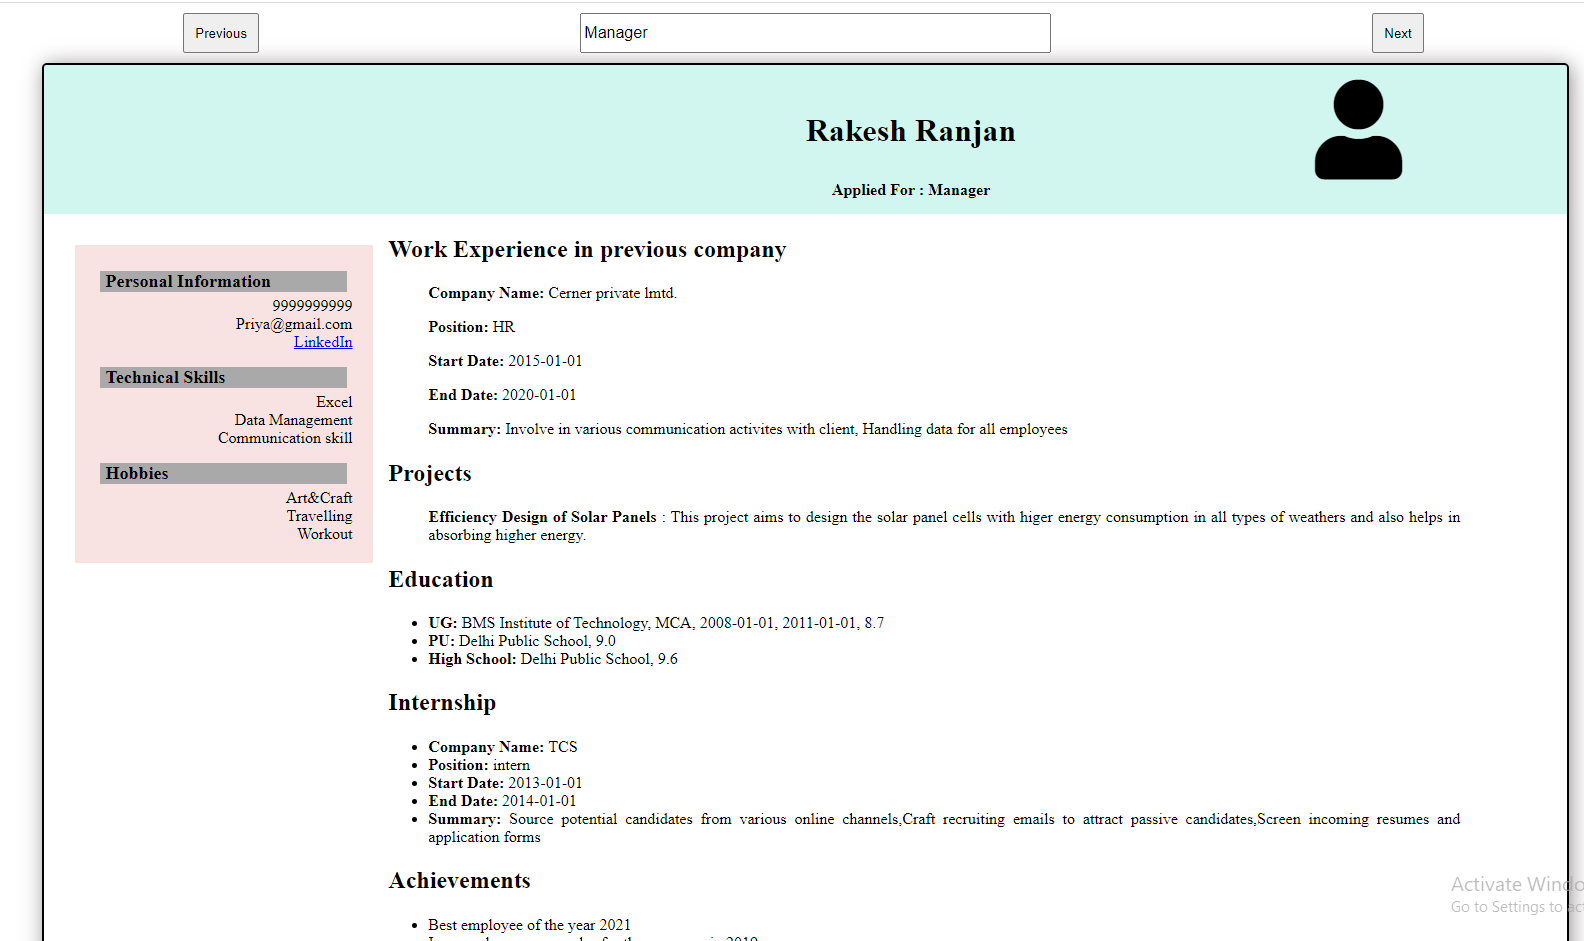 Previous
Manager
Next
Rakesh Ranjan
Applied For : Manager
Personal Information
9999999999
Priya@gmail.com
LinkedIn
Technical Skills
Excel
Data Management
Communication skill
Hobbies
Art&Craft
Travelling
Workout
Work Experience in previous company
Company Name: Cerner private lmtd.
Position: HR
Start Date: 2015-01-01
End Date: 2020-01-01
Summary: Involve in various communication activites with client, Handling data for all employees
Projects
Efficiency Design of Solar Panels : This project aims to design the solar panel cells with higer energy consumption in all types of weathers and also helps in
absorbing higher energy.
Education
UG: BMS Institute of Technology, MCA, 2008-01-01, 2011-01-01, 8.7
PU: Delhi Public School, 9.0
High School: Delhi Public School, 9.6
Internship
Company Name: TCS
Position: intern
Start Date: 2013-01-01
End Date: 2014-01-01
Summary: Source potential candidates from various online channels,Craft recruiting emails to attract passive candidates,Screen incoming resumes and
application forms
Achievements
Best employee of the year 2021
Activate Windo
Go to Settings to act